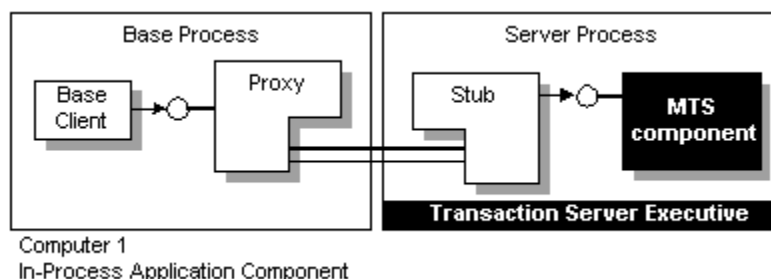 Base Process
Server Process
Base
Client
Proxy
Stub
MTS
component
Transaction Server Executive
Computer 1
In-Process Application Component